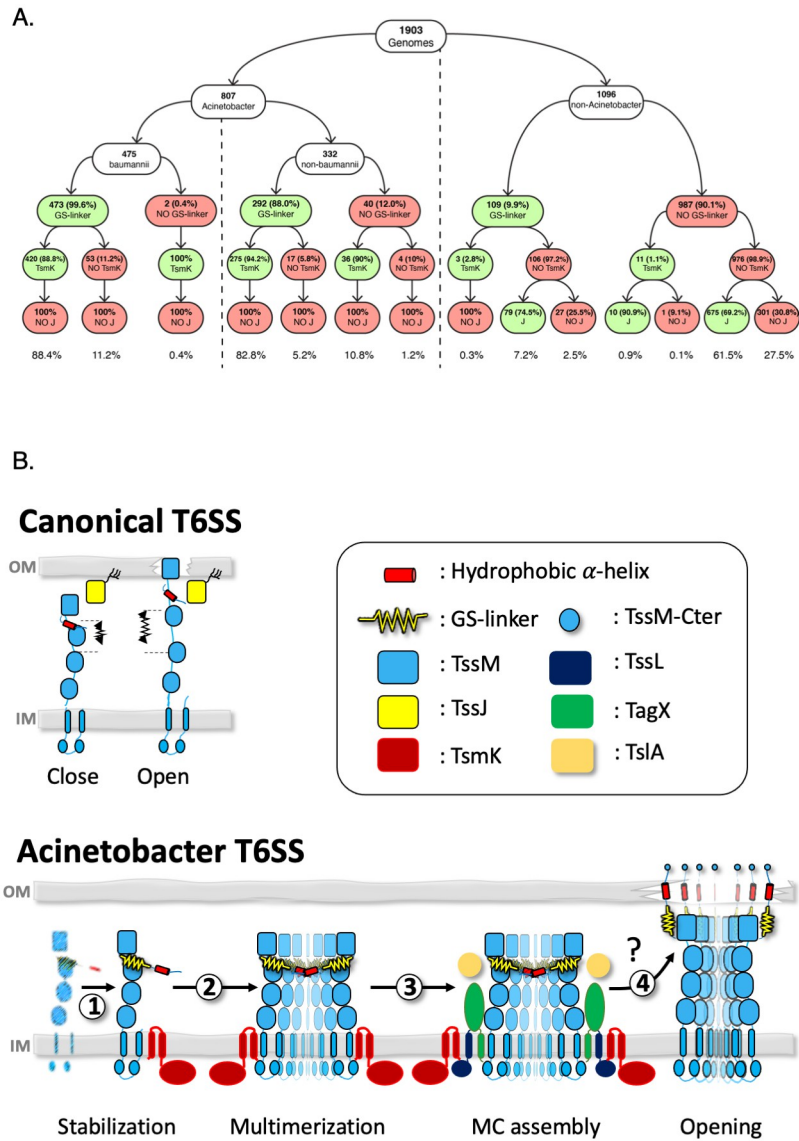 A.
1903
Genomes
807
Acinetobacter
1096
non-Acinetobacter
475
baumannii
332
non-baumannii
473 (99.6%)
GS-linker
2 (0.4%)
NO GS-linker
292 (88.0%)
GS-linker
40 (12.0%)
NO GS-linker
109 (9.9%)
GS-linker
987 (90.1%)
NO GS-linker
420 (88.8%)
TsmK
53 (11.2%)
NO TsmK
100%
TsmK
275 (94.2%)
TsmK
17 (5.8%)
NO TsmK
36 (90%)
TsmK
4 (10%)
NO TsmK
3 (2.8%)
TsmK
106 (97.2%)
NO TsmK
11 (1.1%)
TsmK
976 (98.9%)
NO TsmK
100%
NO J
100%
NO J
100%
NO J
100%
NO J
100%
NO J
100%
NO J
100%
NO J
100%
NO J
79 (74.5%)
J
27 (25.5%)
NO J
10 (90.9%)
J
1 (9.1%)
NO J
675 (69.2%)
J
301 (30.8%)
NO J
88.4% 11.2% 0.4% 82.8% 5.2% 10.8% 1.2% 0.3% 7.2% 2.5% 0.9% 0.1% 61.5% 27.5%
B.
Canonical T6SS
OM
IM
Close Open
: Hydrophobic α-helix
: GS-linker : TssM-Cter
: TssM : TssL
: TssJ : TagX
: TsmK : TslA
Acinetobacter T6SS
OM
?
1 2 3 4
IM
Stabilization Multimerization MC assembly Opening